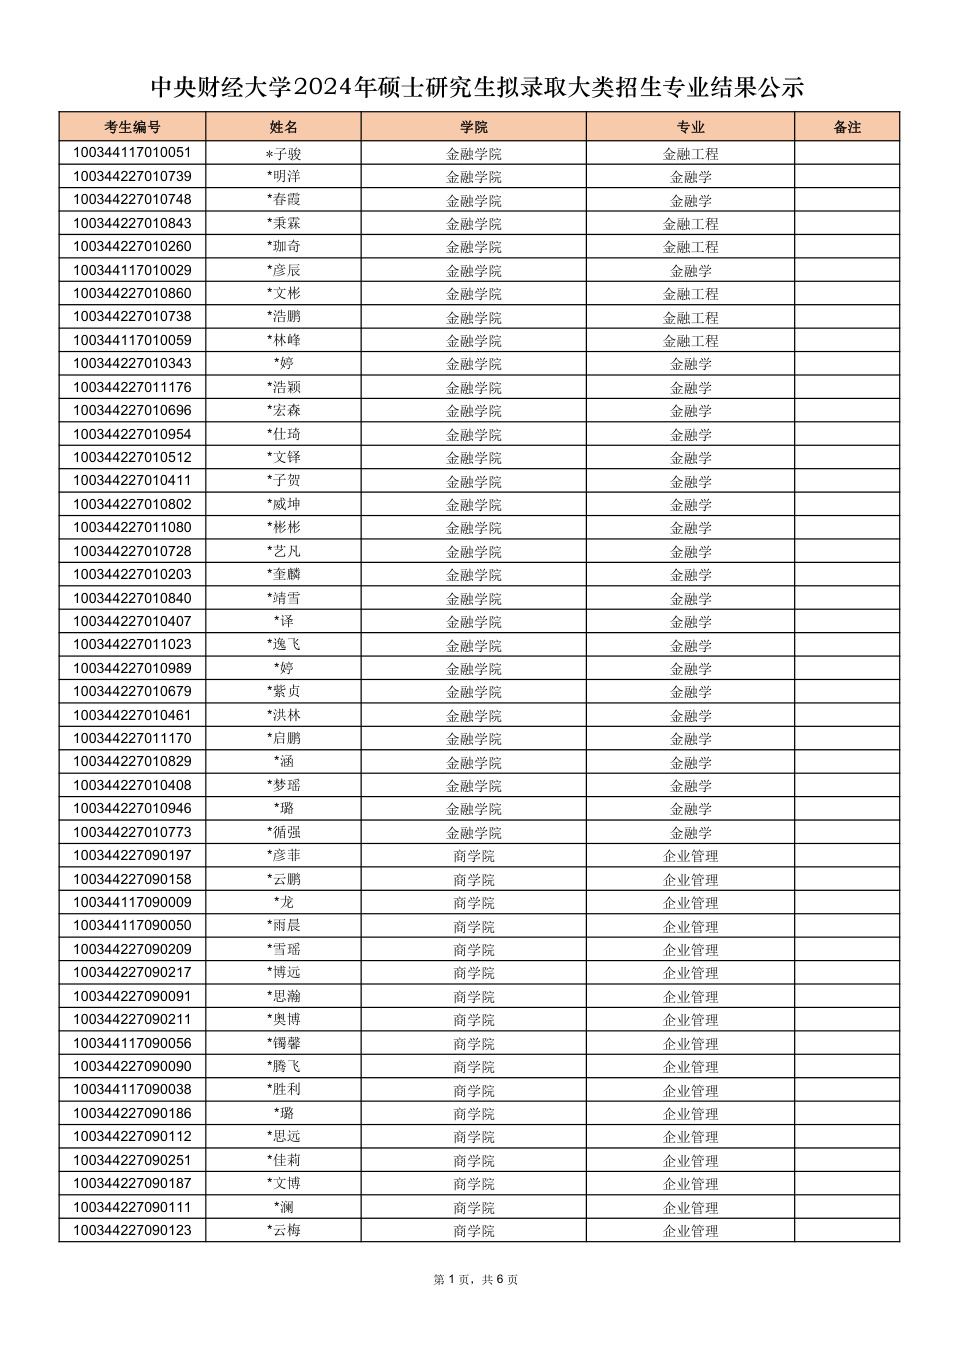 中央财经大学2024年硕士研究生拟录取大类招生专业结果公示
考生编号 姓名 学院 专业 备注
100344117010051 *子骏 金融学院 金融工程
100344227010739 *明洋 金融学院 金融学
100344227010748 *春霞 金融学院 金融学
100344227010843 *秉霖 金融学院 金融工程
100344227010260 *珈奇 金融学院 金融工程
100344117010029 *彦辰 金融学院 金融学
100344227010860 *文彬 金融学院 金融工程
100344227010738 *浩鹏 金融学院 金融工程
100344117010059 *林峰 金融学院 金融工程
100344227010343 *婷 金融学院 金融学
100344227011176 *浩颖 金融学院 金融学
100344227010696 *宏森 金融学院 金融学
100344227010954 *仕琦 金融学院 金融学
100344227010512 *文铎 金融学院 金融学
100344227010411 *子贺 金融学院 金融学
100344227010802 *威坤 金融学院 金融学
100344227011080 *彬彬 金融学院 金融学
100344227010728 *艺凡 金融学院 金融学
100344227010203 *奎麟 金融学院 金融学
100344227010840 *靖雪 金融学院 金融学
100344227010407 *译 金融学院 金融学
100344227011023 *逸飞 金融学院 金融学
100344227010989 *婷 金融学院 金融学
100344227010679 *紫贞 金融学院 金融学
100344227010461 *洪林 金融学院 金融学
100344227011170 *启鹏 金融学院 金融学
100344227010829 *涵 金融学院 金融学
100344227010408 *梦瑶 金融学院 金融学
100344227010946 *璐 金融学院 金融学
100344227010773 *循强 金融学院 金融学
100344227090197 *彦菲 商学院 企业管理
100344227090158 *云鹏 商学院 企业管理
100344117090009 *龙 商学院 企业管理
100344117090050 *雨晨 商学院 企业管理
100344227090209 *雪瑶 商学院 企业管理
100344227090217 *博远 商学院 企业管理
100344227090091 *思瀚 商学院 企业管理
100344227090211 *奥博 商学院 企业管理
100344117090056 *镯馨 商学院 企业管理
100344227090090 *腾飞 商学院 企业管理
100344117090038 *胜利 商学院 企业管理
100344227090186 *璐 商学院 企业管理
100344227090112 *思远 商学院 企业管理
100344227090251 *佳莉 商学院 企业管理
100344227090187 *文博 商学院 企业管理
100344227090111 *澜 商学院 企业管理
100344227090123 *云梅 商学院 企业管理
第 1 页，共 6 页